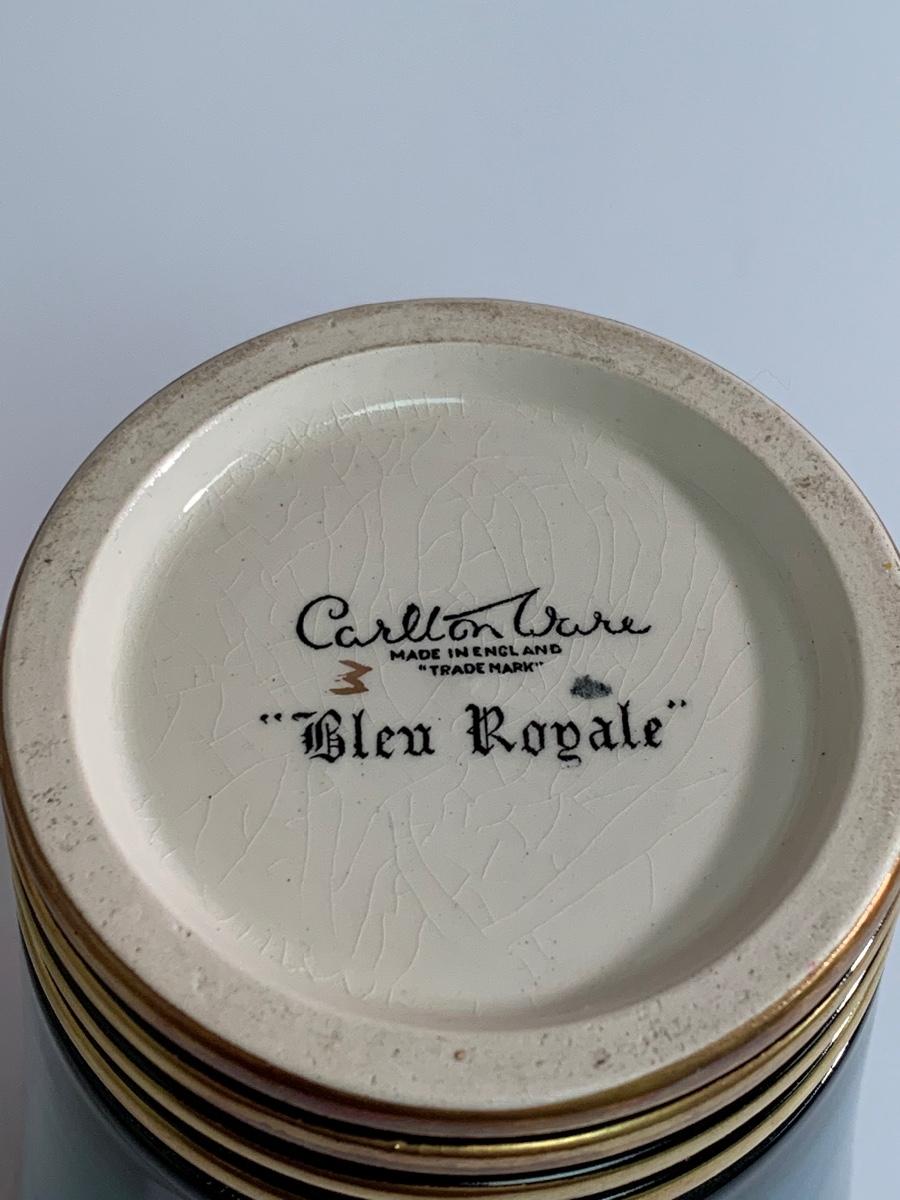 Carlton Ware
MADE IN ENGLAND
"TRADE MARK"
3
"Bleu Royale"